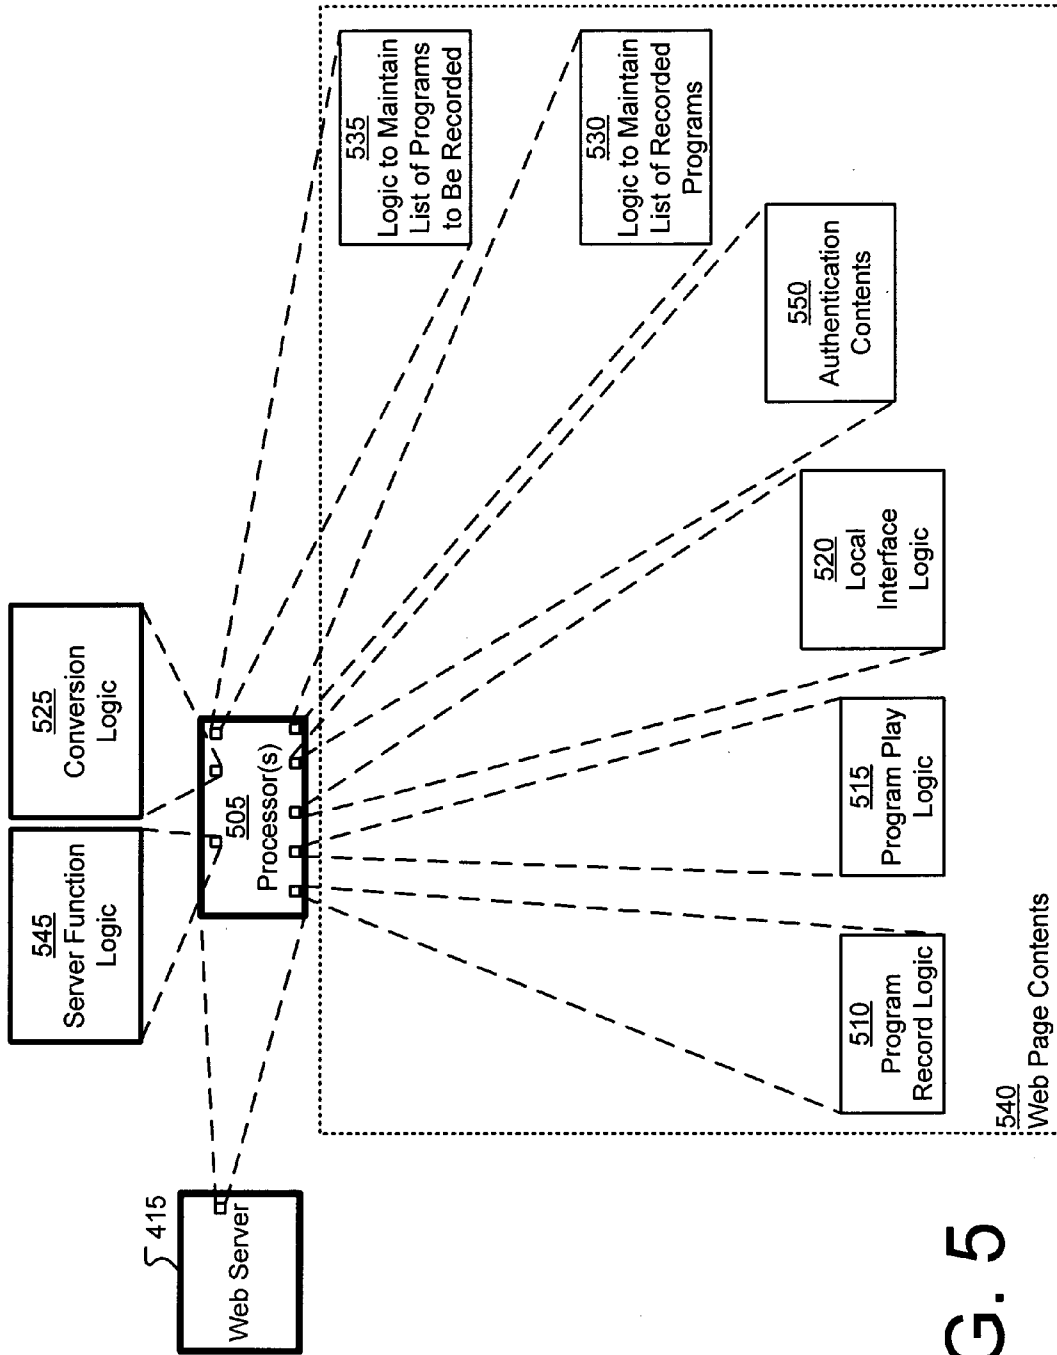 545
Server Function
Logic
525
Conversion
Logic
415
Web Server
505
Processor(s)
535
Logic to Maintain
List of Programs
to Be Recorded
530
Logic to Maintain
List of Recorded
Programs
550
Authentication
Contents
520
Local
Interface
Logic
515
Program Play
Logic
510
Program
Record Logic
540
Web Page Contents
G. 5